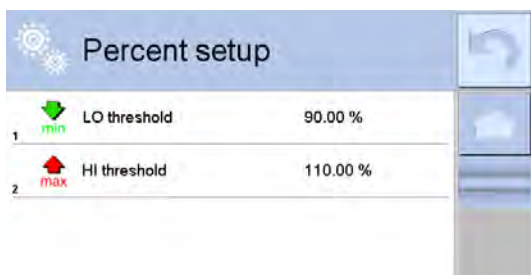 Percent setup
1 min LO threshold 90.00 %
2 max HI threshold 110.00 %